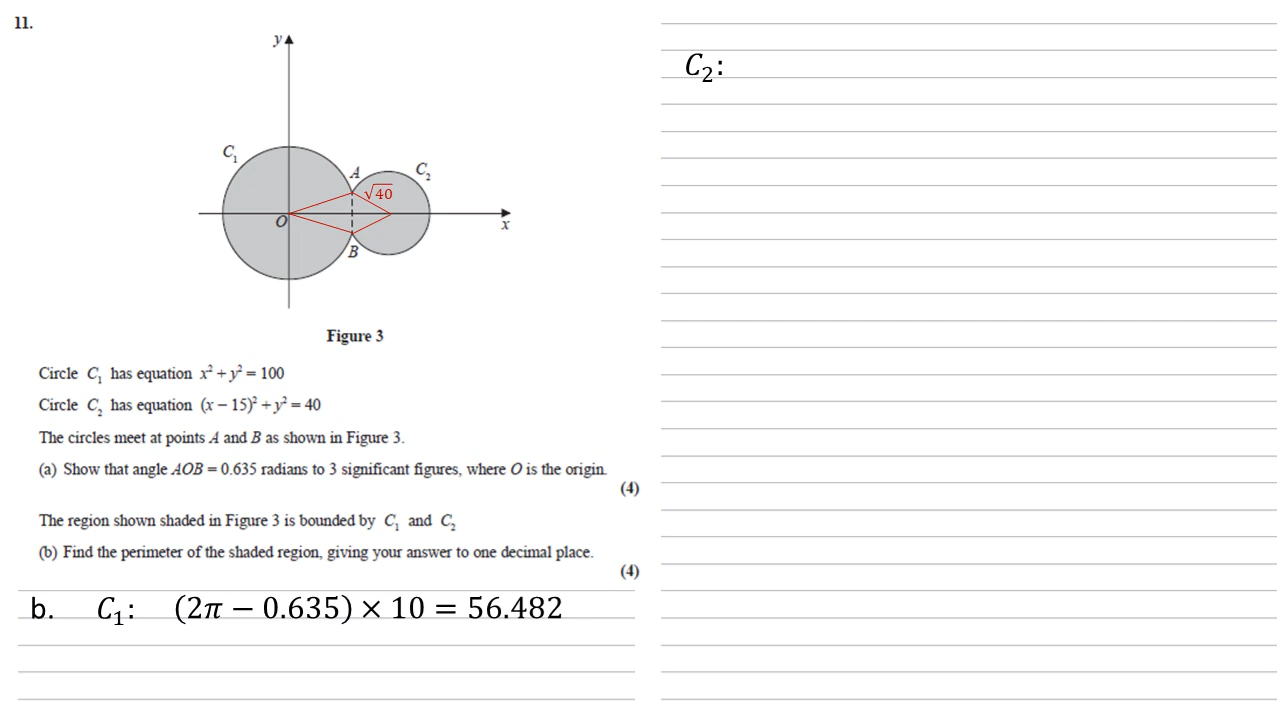 11.
y
C₁
A
C₂
√40
O
x
B
Figure 3
Circle C₁ has equation x² + y² = 100
Circle C₂ has equation (x – 15)² + y² = 40
The circles meet at points A and B as shown in Figure 3.
(a) Show that angle AOB = 0.635 radians to 3 significant figures, where O is the origin.
(4)
The region shown shaded in Figure 3 is bounded by C₁ and C₂
(b) Find the perimeter of the shaded region, giving your answer to one decimal place.
(4)
b. C₁: (2π − 0.635) × 10 = 56.482
C₂: